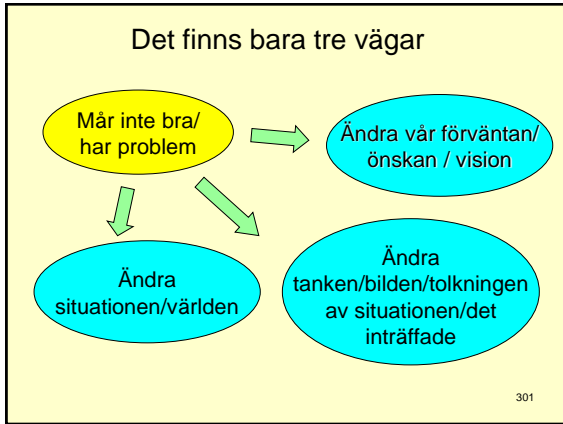 Det finns bara tre vägar
Mår inte bra/
har problem
Ändra vår förväntan/
önskan / vision
Ändra
situationen/världen
Ändra
tanken/bilden/tolkningen
av situationen/det
inträffade
301